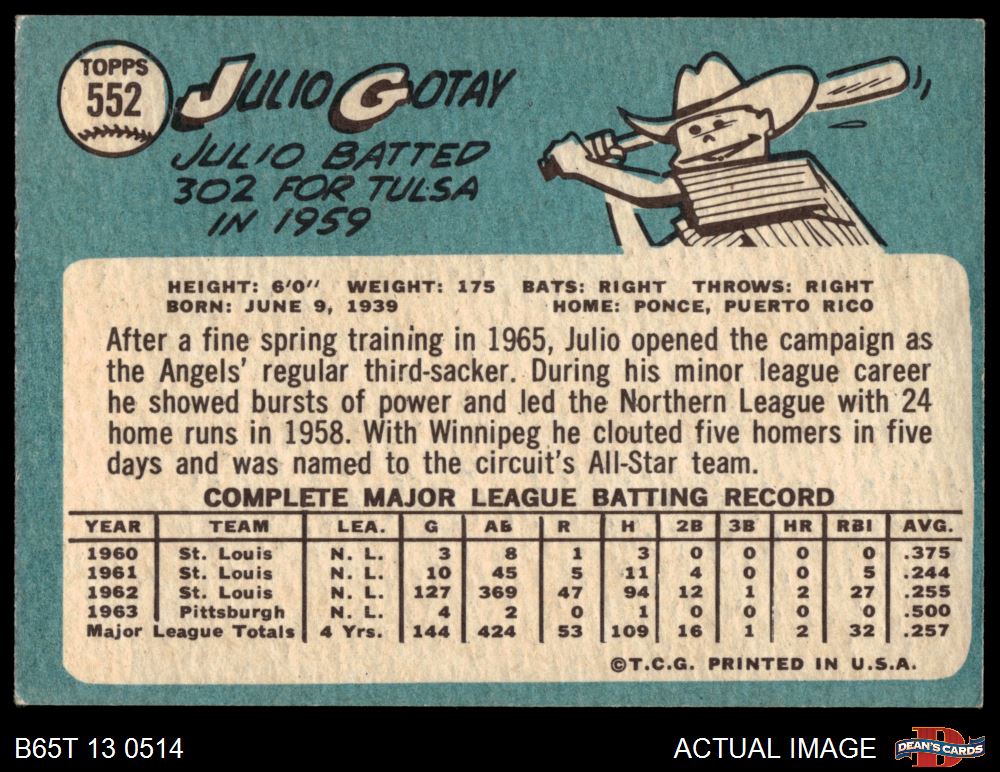 TOPPS
552
JULIO GOTAY
JULIO BATTED
302 FOR TULSA
IN 1959
HEIGHT: 6'0" WEIGHT: 175 BATS: RIGHT THROWS: RIGHT
BORN: JUNE 9, 1939 HOME: PONCE, PUERTO RICO
After a fine spring training in 1965, Julio opened the campaign as
the Angels' regular third-sacker. During his minor league career
he showed bursts of power and led the Northern League with 24
home runs in 1958. With Winnipeg he clouted five homers in five
days and was named to the circuit's All-Star team.
COMPLETE MAJOR LEAGUE BATTING RECORD
YEAR TEAM LEA. G AB R H 2B 3B HR RBI AVG.
1960 St. Louis N. L. 3 8 1 3 0 0 0 0 .375
1961 St. Louis N. L. 10 45 5 11 4 0 0 5 .244
1962 St. Louis N. L. 127 369 47 94 12 1 2 27 .255
1963 Pittsburgh N. L. 4 2 0 1 0 0 0 0 .500
Major League Totals 4 Yrs. 144 424 53 109 16 1 2 32 .257
©T.C.G. PRINTED IN U.S.A.
B65T 13 0514 ACTUAL IMAGE D DEAN'S CARDS